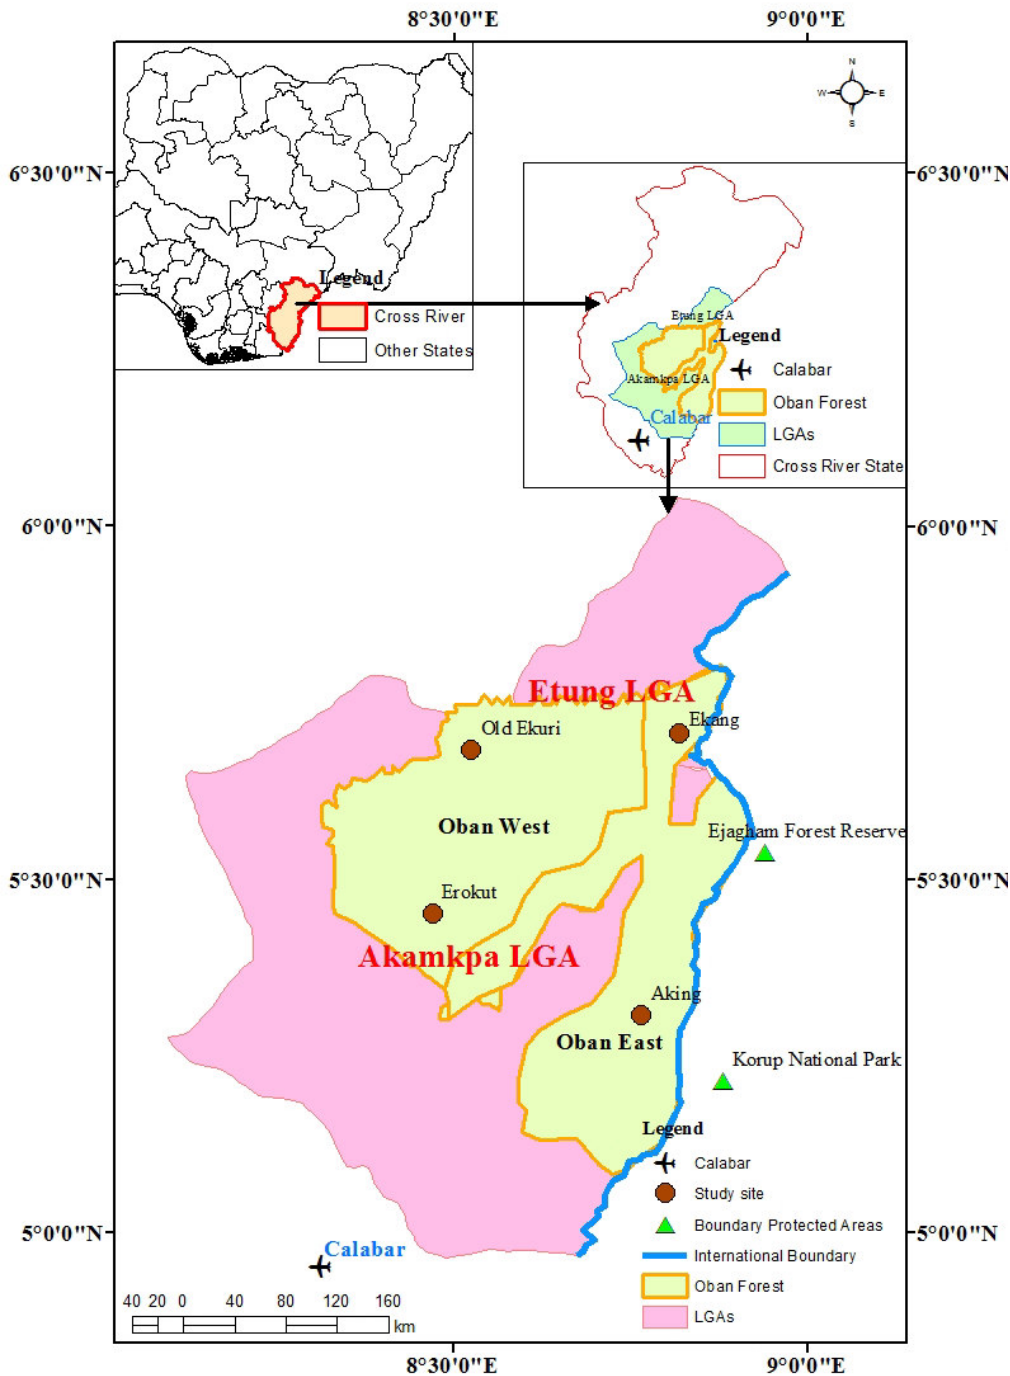 8°30'0"E
9°0'0"E
N
W
E
S
6°30'0"N
6°30'0"N
Legend
Cross River
Other States
Etung LGA
Legend
Akamkpa LGA
Calabar
Oban Forest
Calabar
LGAs
Cross River State
6°0'0"N
6°0'0"N
Etung LGA
Old Ekuri
Ekang
Oban West
Ejagham Forest Reserve
5°30'0"N
5°30'0"N
Erokut
Akamkpa LGA
Aking
Oban East
Korup National Park
Legend
Calabar
Study site
Boundary Protected Areas
5°0'0"N
5°0'0"N
Calabar
International Boundary
Oban Forest
LGAs
40 20 0 40 80 120 160
km
8°30'0"E
9°0'0"E